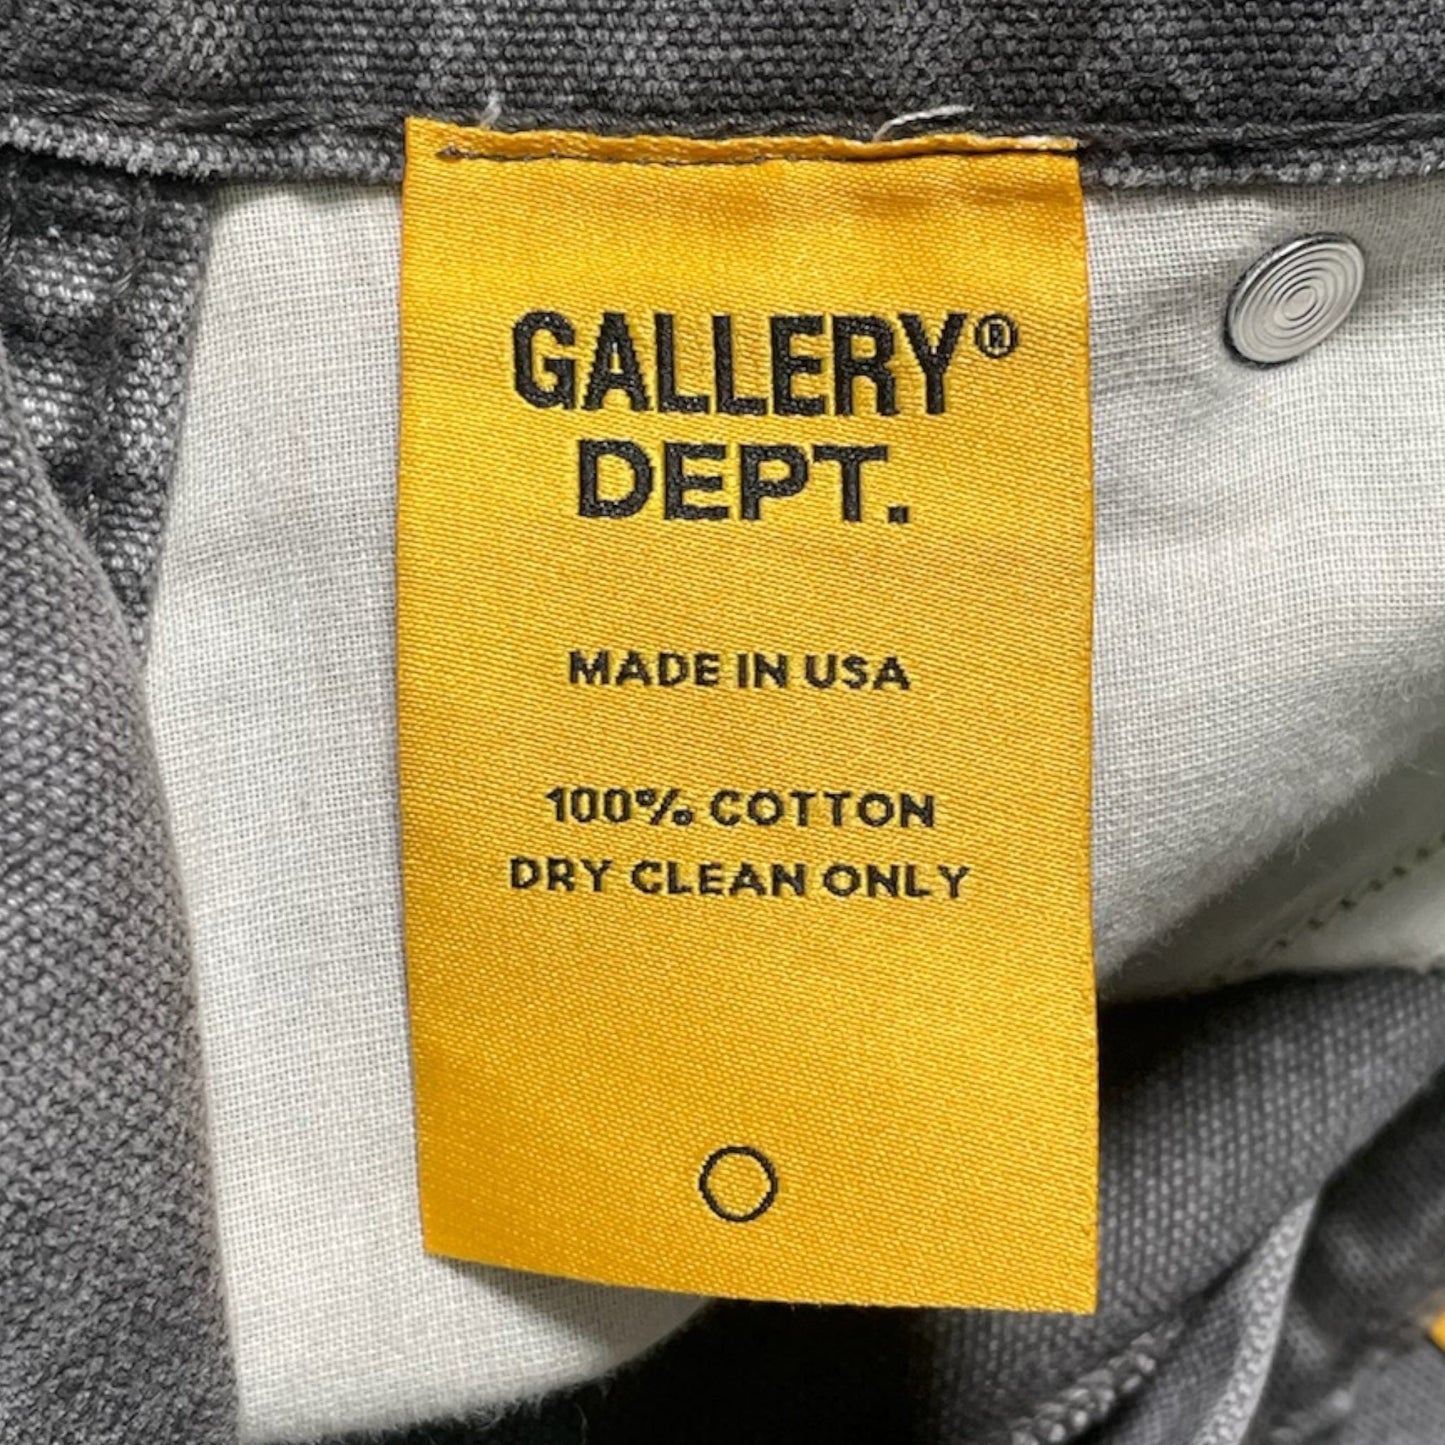 GALLERY®
DEPT.
MADE IN USA
100% COTTON
DRY CLEAN ONLY